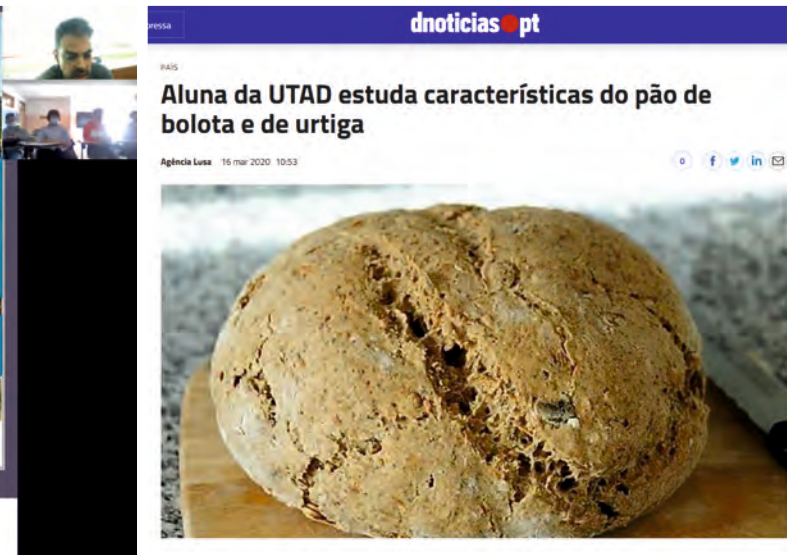 dnoticias pt
PAÍS
Aluna da UTAD estuda características do pão de
bolota e de urtiga
Agência Lusa 16 mar 2020 10:53
0